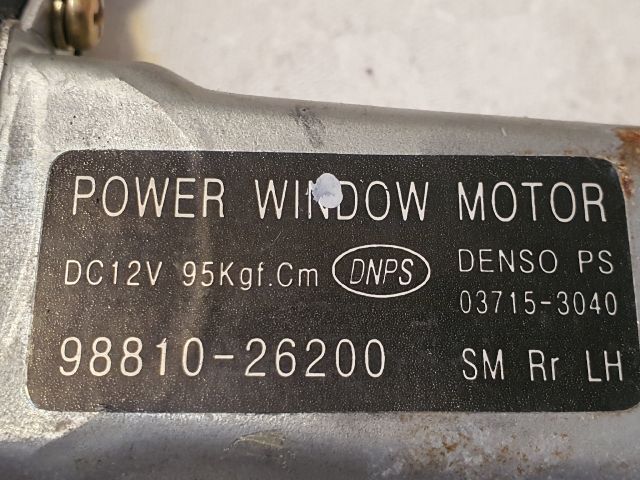 POWER WINDOW MOTOR
DC12V 95Kgf.Cm DNPS DENSO PS
03715-3040
98810-26200 SM Rr LH